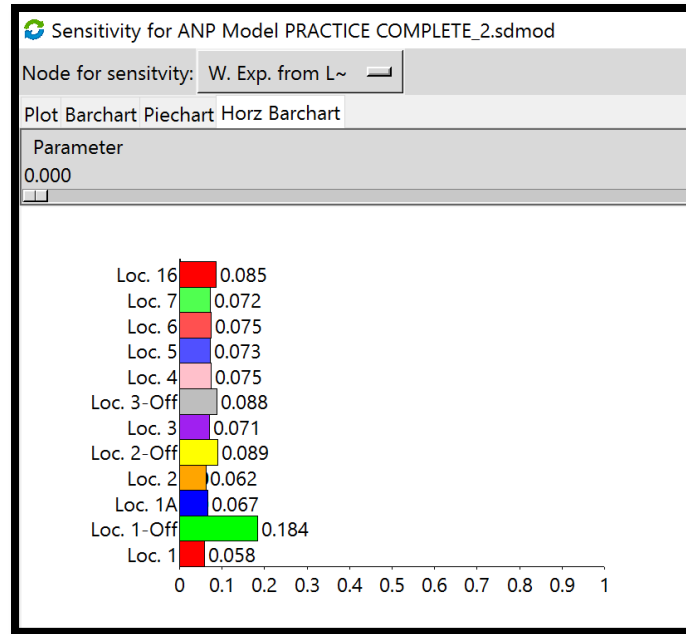 Sensitivity for ANP Model PRACTICE COMPLETE_2.sdmod
Node for sensitvity: W. Exp. from L~
Plot Barchart Piechart Horz Barchart
Parameter
0.000
Loc. 16 0.085
Loc. 7 0.072
Loc. 6 0.075
Loc. 5 0.073
Loc. 4 0.075
Loc. 3-Off 0.088
Loc. 3 0.071
Loc. 2-Off 0.089
Loc. 2 0.062
Loc. 1A 0.067
Loc. 1-Off 0.184
Loc. 1 0.058
0 0.1 0.2 0.3 0.4 0.5 0.6 0.7 0.8 0.9 1